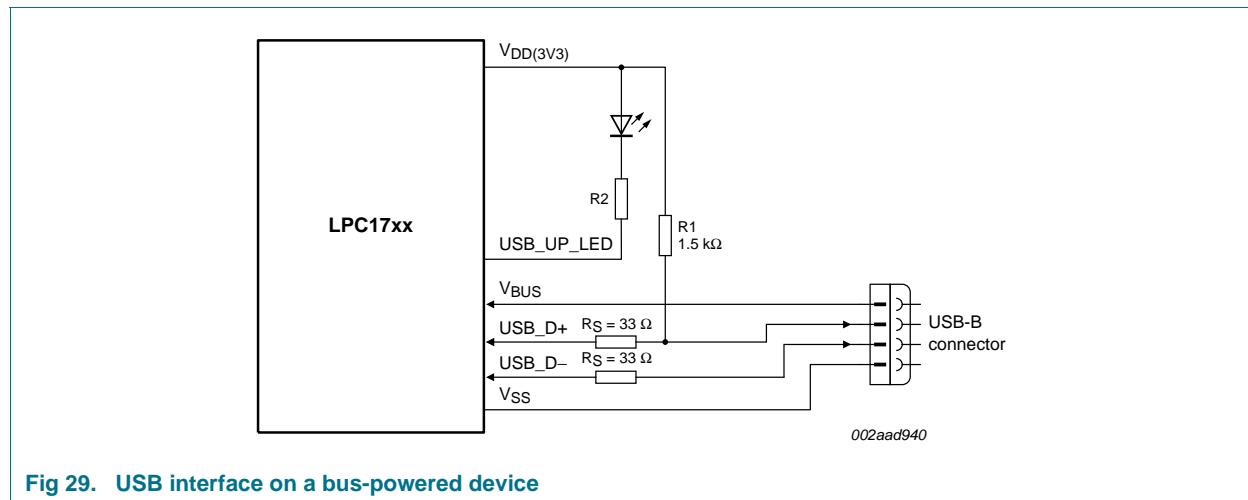 VDD(3V3)
R2
LPC17xx
R1
1.5 kΩ
USB_UP_LED
VBUS
USB_D+ RS = 33 Ω
USB-B
connector
USB_D− RS = 33 Ω
VSS
002aad940
Fig 29. USB interface on a bus-powered device